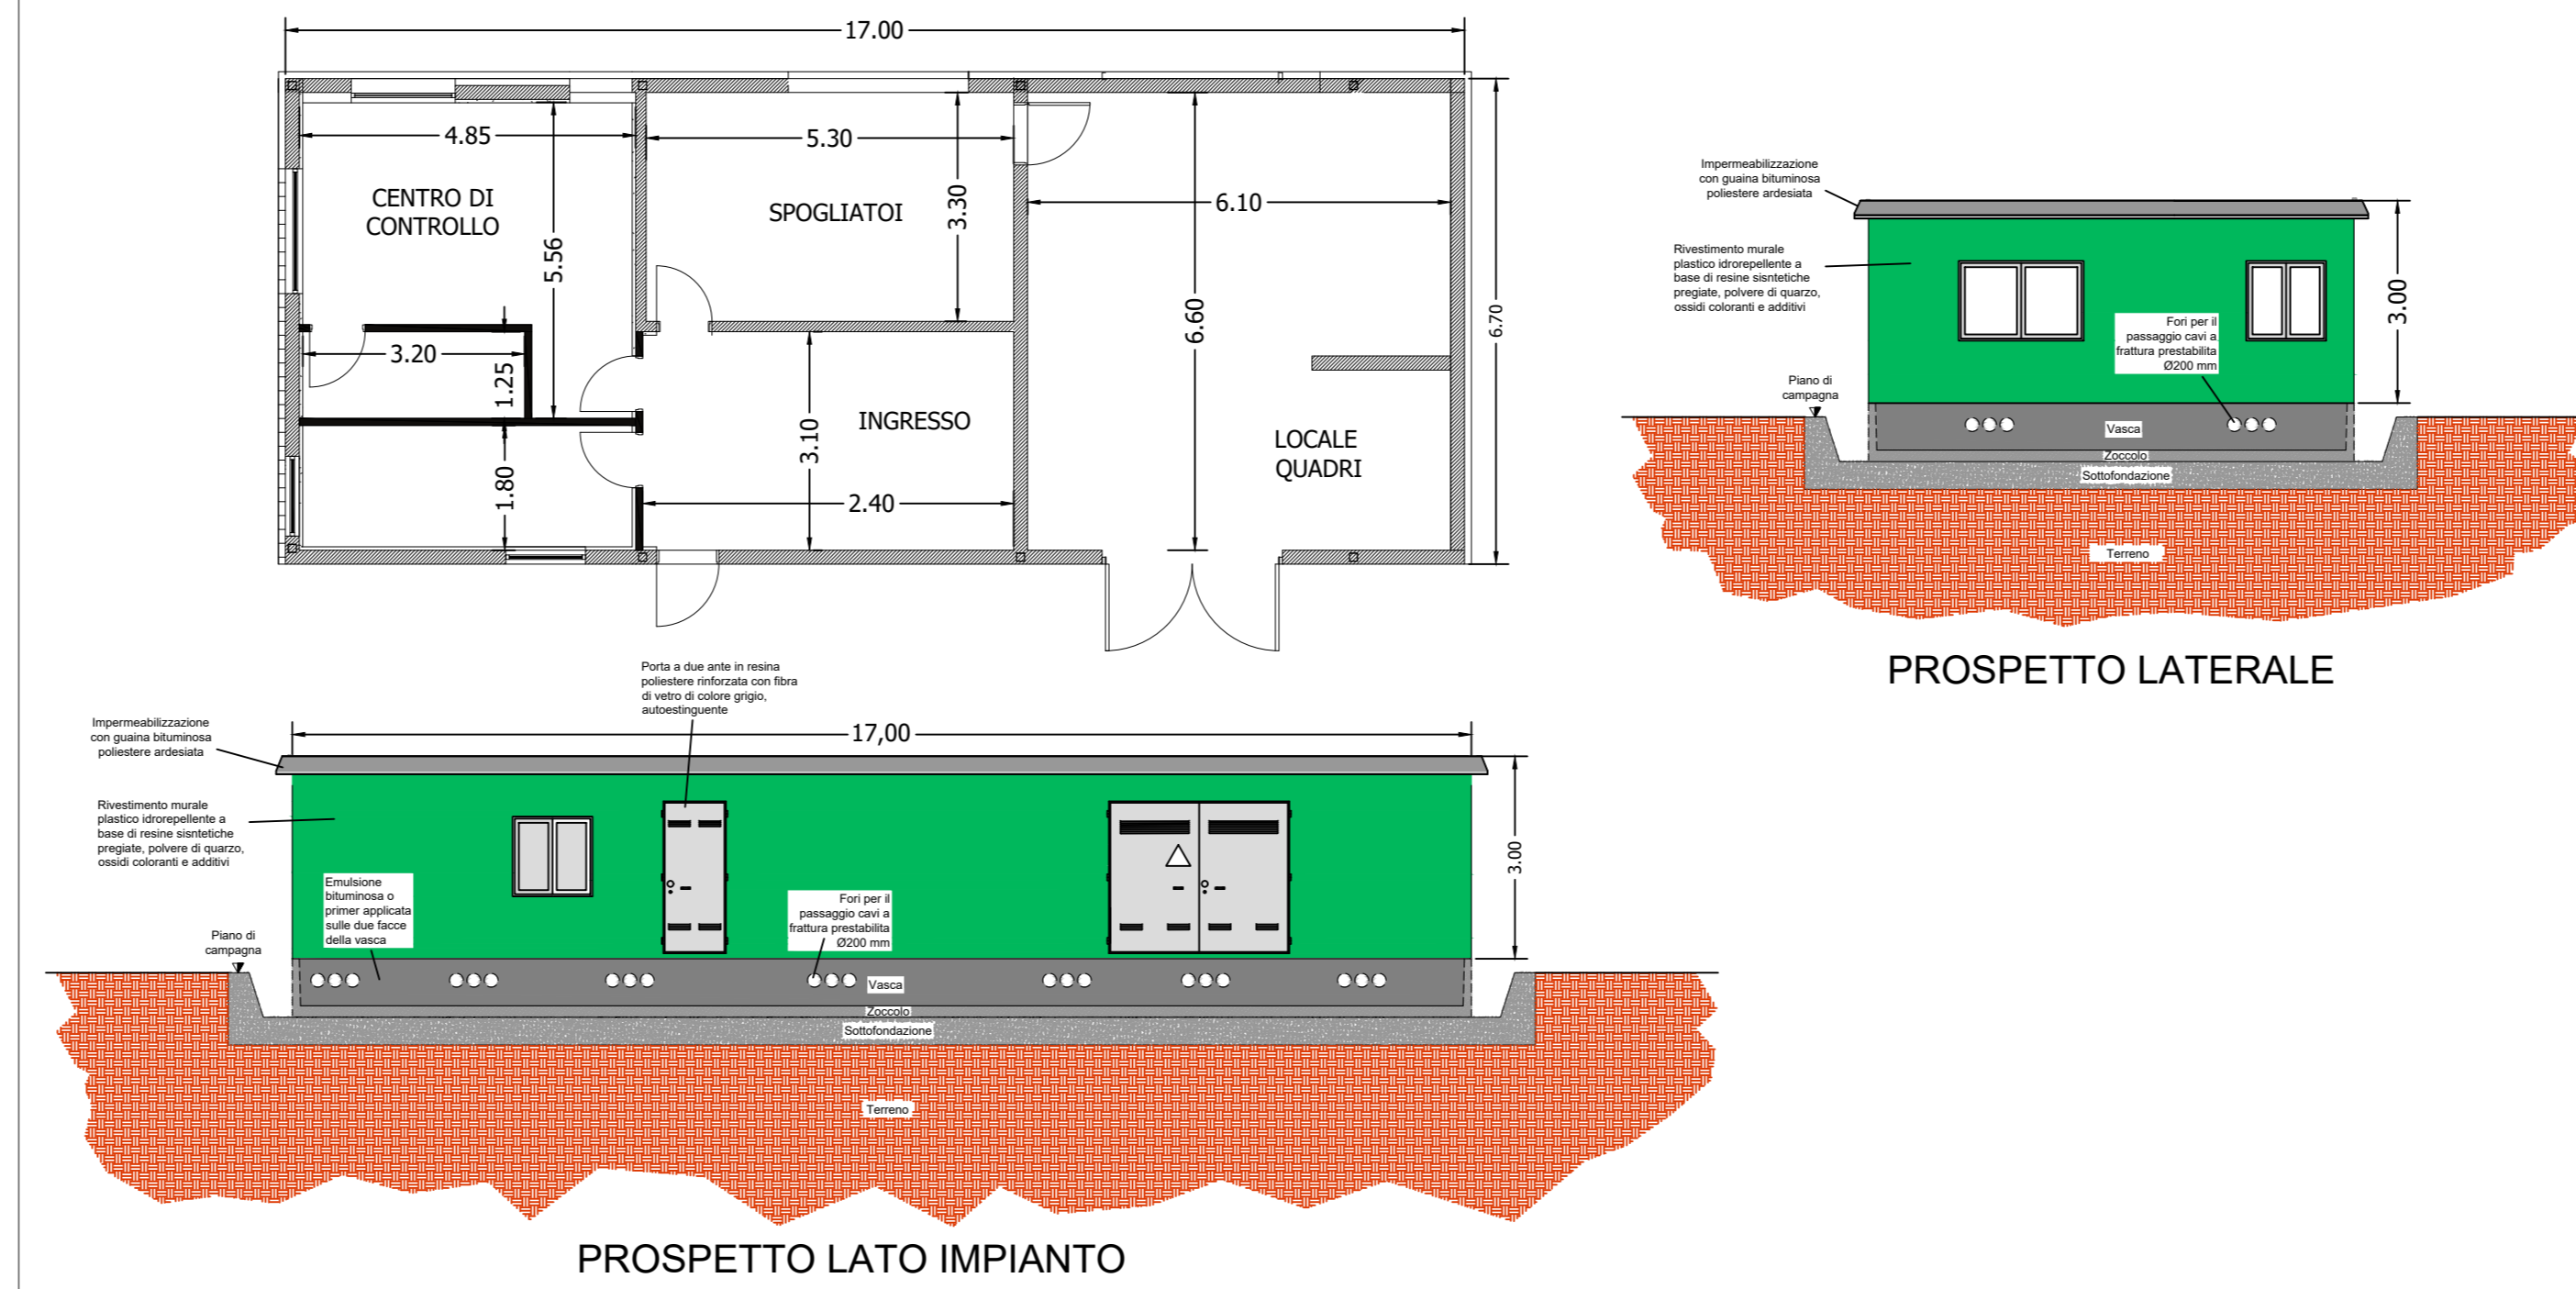 17.00
4.85
5.30
CENTRO DI
CONTROLLO
SPOGLIATOI
3.30
6.10
5.56
6.60
6.70
3.20
1.25
3.10
INGRESSO
LOCALE
QUADRI
1.80
2.40
Impermeabilizzazione
con guaina bituminosa
poliestere ardesiata
Rivestimento murale
plastico idrorepellente a
base di resine sisntetiche
pregiate, polvere di quarzo,
ossidi coloranti e additivi
3.00
Fori per il
passaggio cavi a
frattura prestabilita
Ø200 mm
Piano di
campagna
Vasca
Zoccolo
Sottofondazione
Terreno
PROSPETTO LATERALE
Porta a due ante in resina
poliestere rinforzata con fibra
di vetro di colore grigio,
autoestinguente
Impermeabilizzazione
con guaina bituminosa
poliestere ardesiata
17,00
Rivestimento murale
plastico idrorepellente a
base di resine sisntetiche
pregiate, polvere di quarzo,
ossidi coloranti e additivi
3.00
Emulsione
bituminosa o
primer applicata
sulle due facce
della vasca
Fori per il
passaggio cavi a
frattura prestabilita
Ø200 mm
Piano di
campagna
Vasca
Zoccolo
Sottofondazione
Terreno
PROSPETTO LATO IMPIANTO